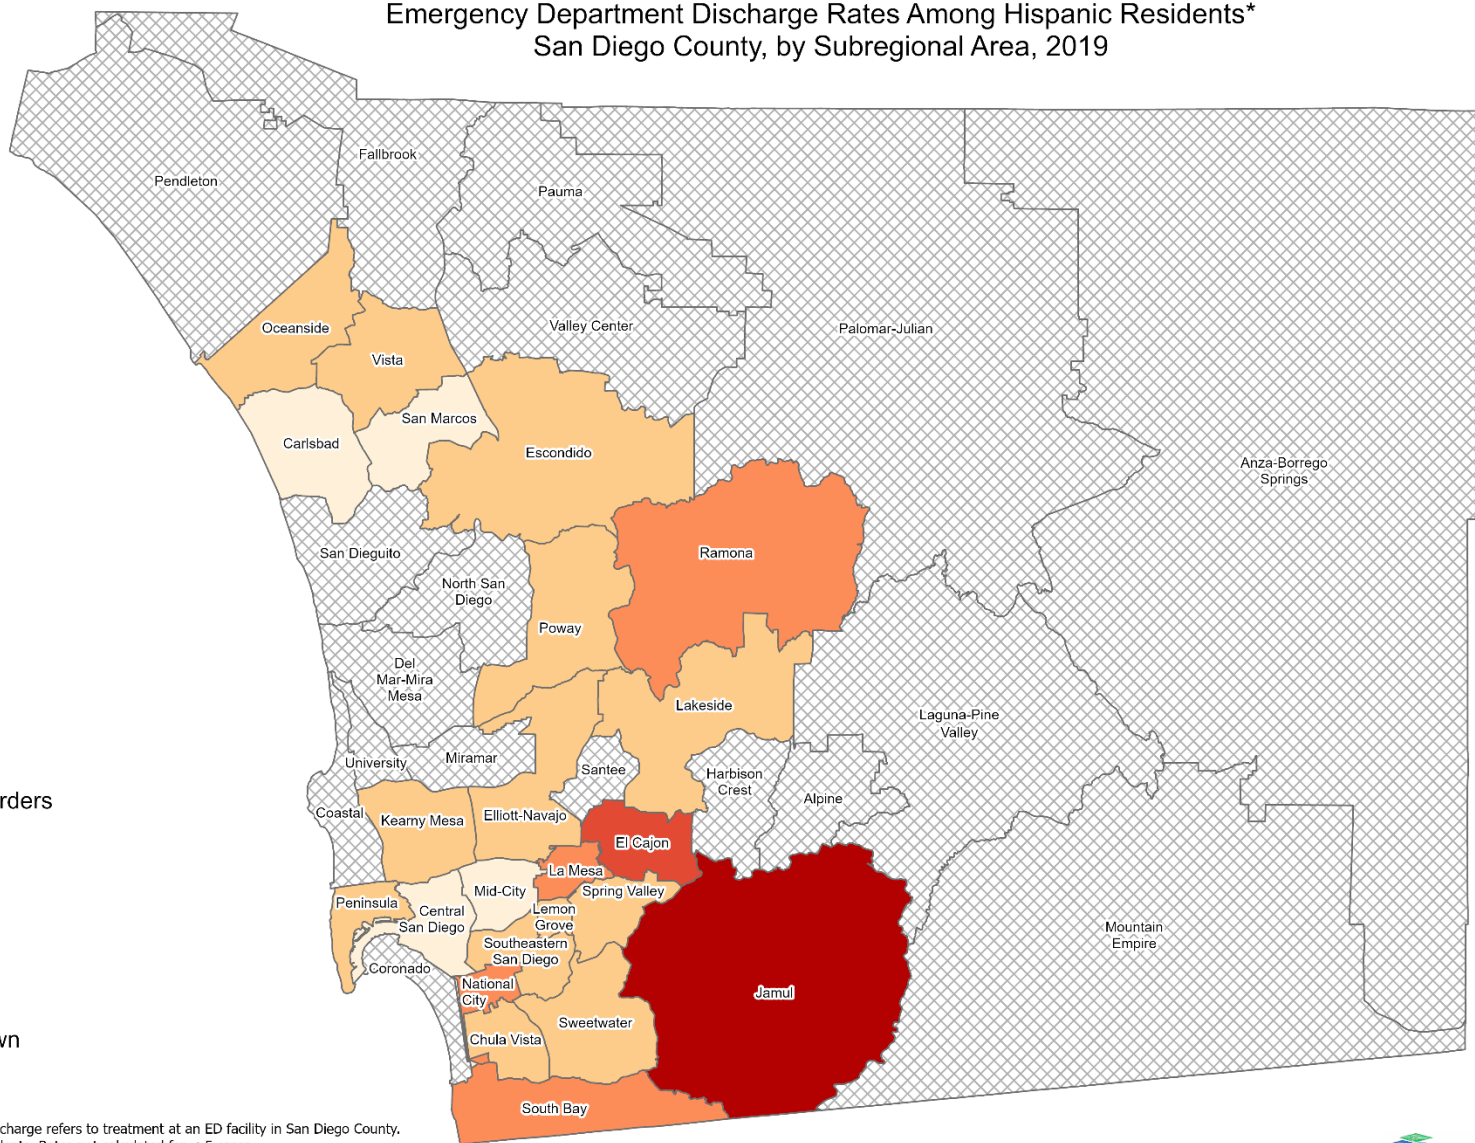 Emergency Department Discharge Rates Among Hispanic Residents*
San Diego County, by Subregional Area, 2019
Fallbrook
Pendleton
Pauma
Oceanside
Valley Center
Palomar-Julian
Vista
San Marcos
Carlsbad
Escondido
Anza-Borrego
Springs
San Dieguito
Ramona
North San
Diego
Poway
Del
Mar-Mira
Mesa
Lakeside
Laguna-Pine
Valley
University
Miramar
Santee
Harbison
Crest
Alpine
rders
Coastal
Kearny Mesa
Elliott-Navajo
El Cajon
La Mesa
Mid-City
Spring Valley
Peninsula
Central
San Diego
Lemon
Grove
Southeastern
San Diego
Mountain
Empire
Coronado
National
City
Jamul
Sweetwater
Chula Vista
wn
South Bay
charge refers to treatment at an ED facility in San Diego County.